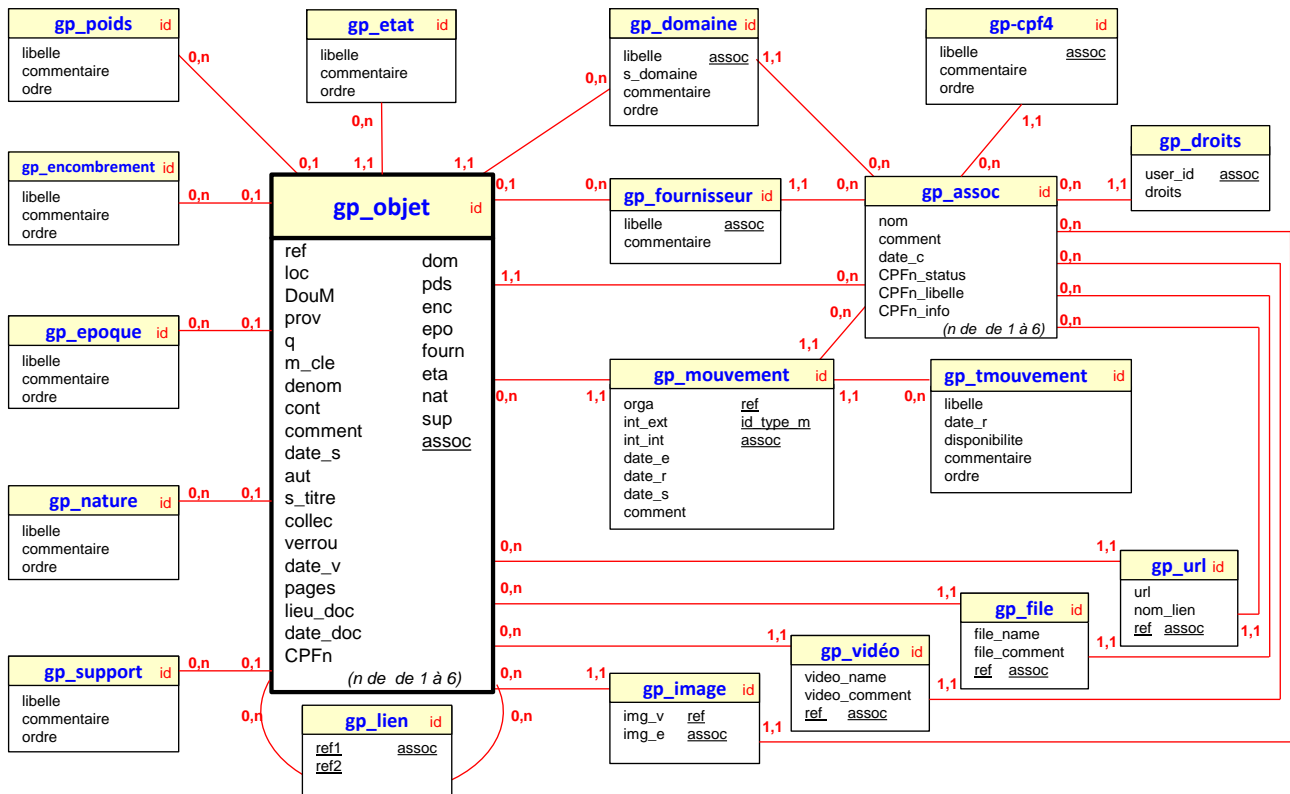 gp_poids id
libelle
commentaire
odre
0,n
gp_etat id
libelle
commentaire
ordre
0,n
gp_domaine id
libelle assoc
s_domaine
commentaire
ordre
0,n
1,1
gp-cpf4 id
libelle assoc
commentaire
ordre
1,1
gp_droits
user_id assoc
droits
1,1
gp_encombrement id
libelle
commentaire
ordre
0,n
0,1
0,1
1,1
1,1
0,1
gp_objet id
ref
loc
DouM
prov
q
m_cle
denom
cont
comment
date_s
aut
s_titre
collec
verrou
date_v
pages
lieu_doc
date_doc
CPFn
dom
pds
enc
epo
fourn
eta
nat
sup
assoc
(n de de 1 à 6)
0,n
gp_fournisseur id
libelle assoc
commentaire
1,1
0,n
0,n
0,n
0,n
gp_assoc id
nom
comment
date_c
CPFn_status
CPFn_libelle
CPFn_info
(n de de 1 à 6)
0,n
0,n
0,n
0,n
1,1
0,n
0,n
1,1
gp_epoque id
libelle
commentaire
ordre
0,n
0,1
0,n
1,1
gp_mouvement id
orga ref
int_ext id_type_m
int_int assoc
date_e
date_r
date_s
comment
1,1
0,n
gp_tmouvement id
libelle
date_r
disponibilite
commentaire
ordre
gp_nature id
libelle
commentaire
ordre
0,n
0,1
0,n
1,1
gp_url id
url
nom_lien
ref assoc
1,1
0,n
1,1
gp_file id
file_name
file_comment
ref assoc
1,1
0,n
1,1
gp_vidéo id
video_name
video_comment
ref assoc
1,1
gp_support id
libelle
commentaire
ordre
0,n
0,1
0,n
1,1
gp_image id
img_v ref
img_e assoc
1,1
0,n
0,n
gp_lien id
ref1 assoc
ref2